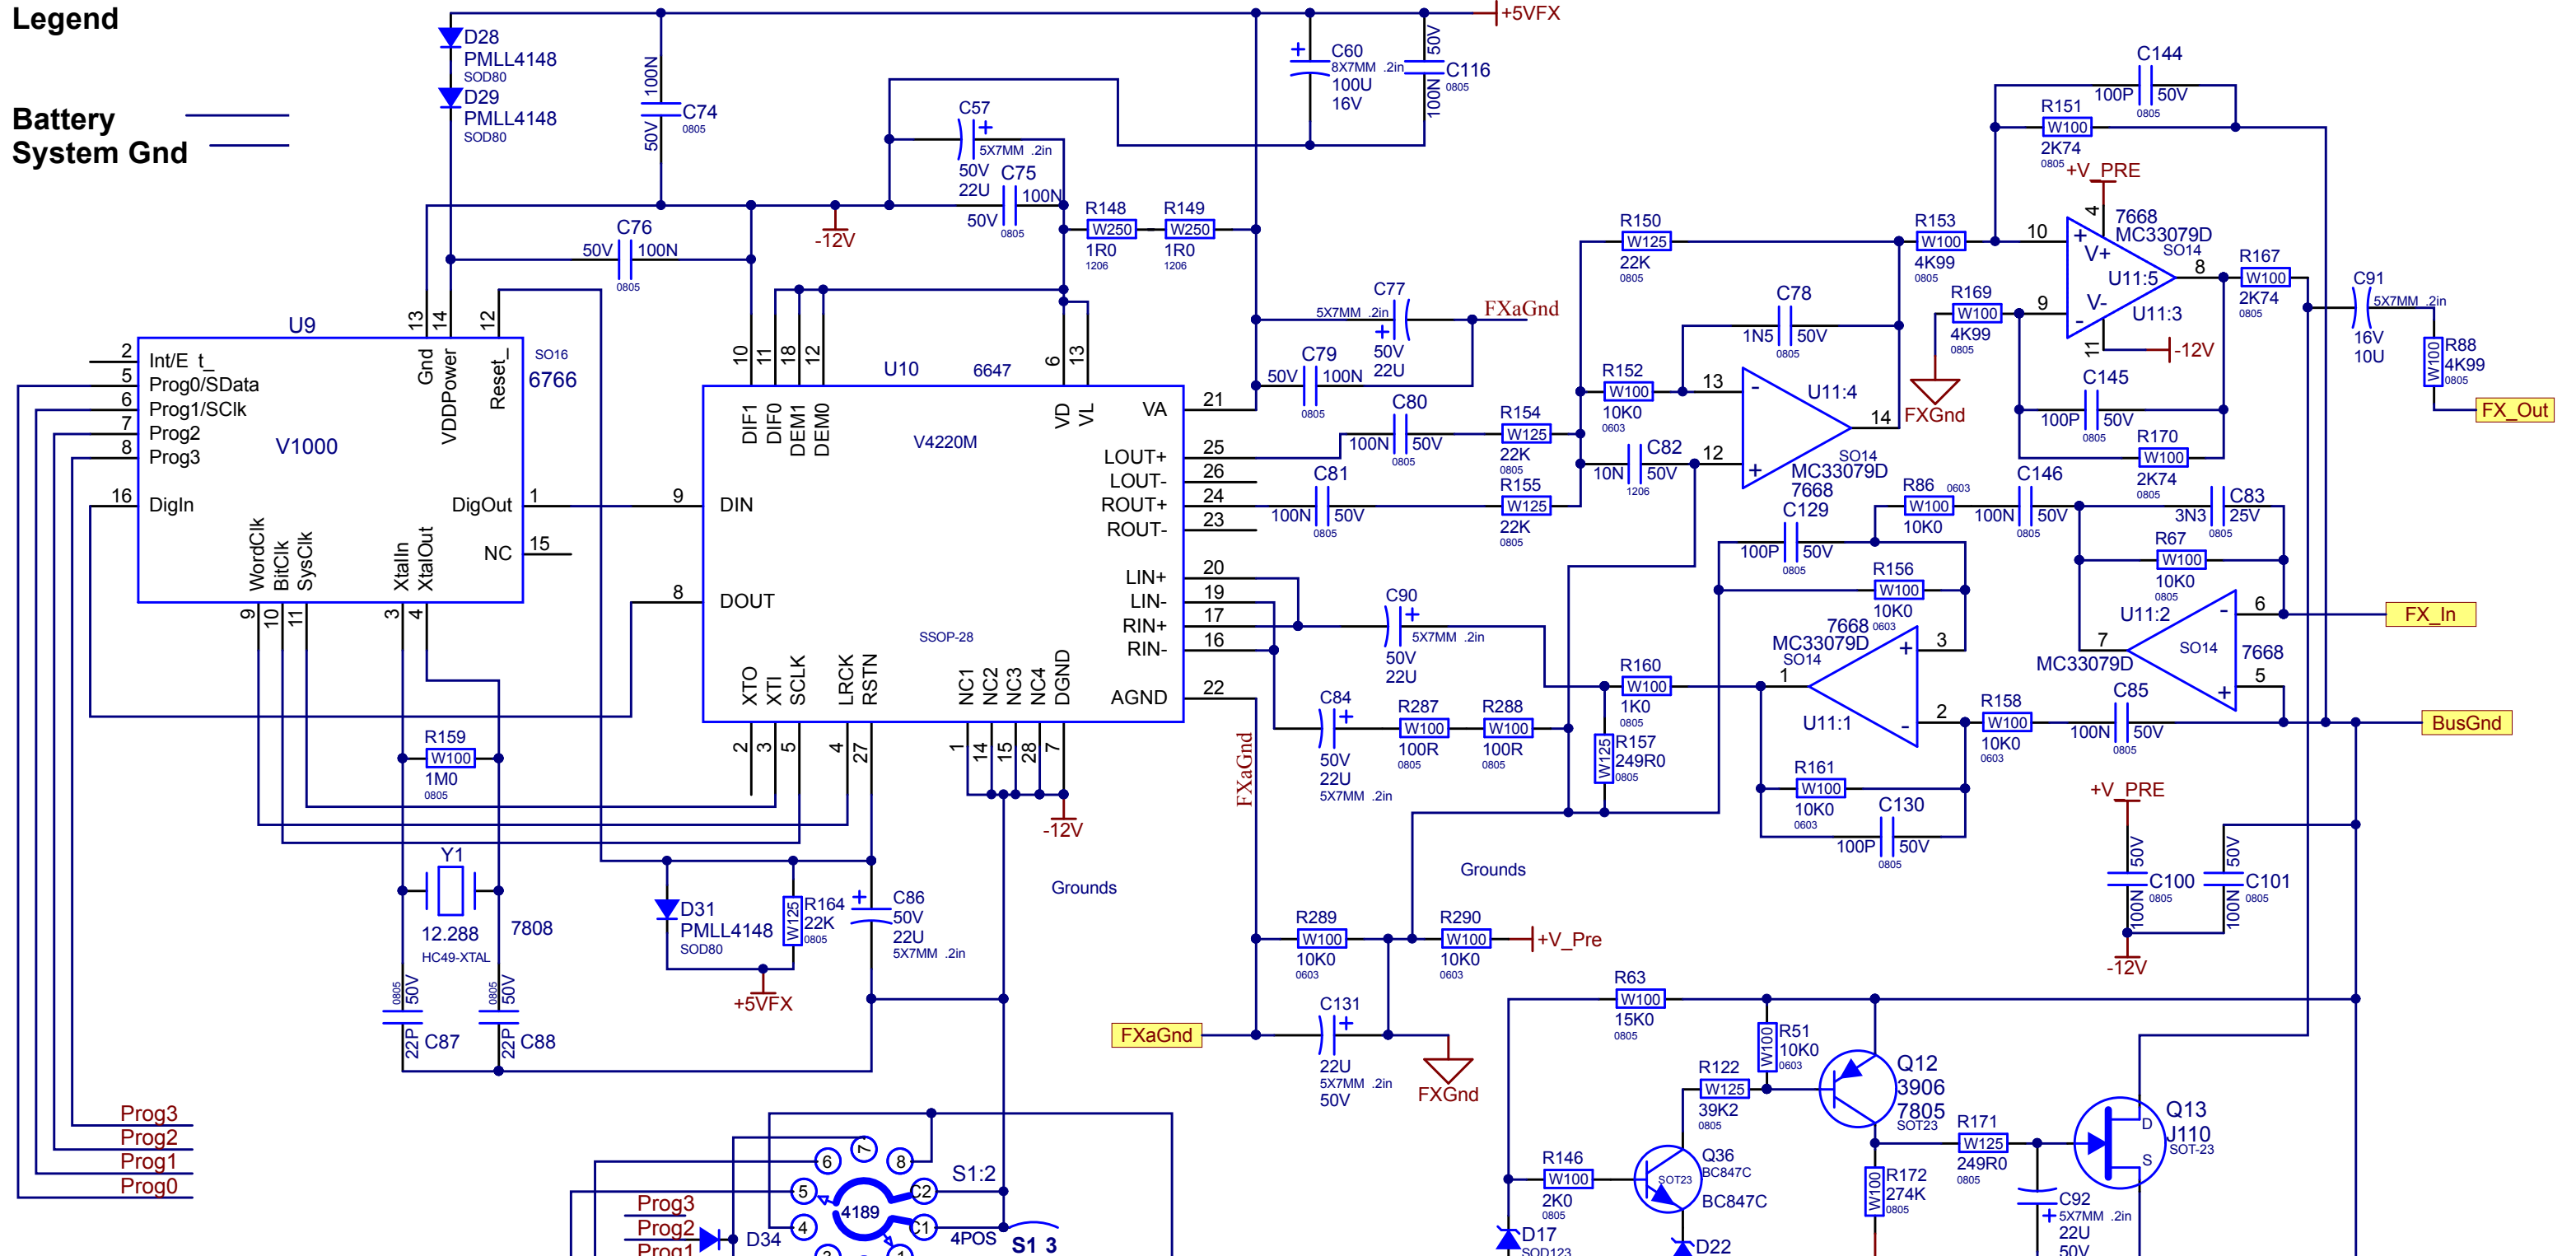 Legend
Battery
System Gnd
D28
PMLL4148
SOD80
D29
PMLL4148
SOD80
100N
50V
C74
0805
C57
5X7MM .2in
50V
22U
C75
100N
50V
0805
+5VFX
C60
8X7MM .2in
100U
16V
50V
C116
0805
100N
-12V
R148
W250
1R0
1206
R149
W250
1R0
1206
C76
50V
100N
0805
U9
SO16
6766
V1000
2
Int/E t_
5
Prog0/SData
6
Prog1/SClk
7
Prog2
8
Prog3
16
DigIn
13
Gnd
14
VDDPower
12
Reset_
DigOut
1
NC
15
WordClk
9
BitClk
10
SysClk
11
XtalIn
3
XtalOut
4
U10
6647
V4220M
SSOP-28
10
DIF1
11
DIF0
18
DEM1
12
DEM0
6
VD
13
VL
9
DIN
8
DOUT
VA
21
LOUT+
25
LOUT-
26
ROUT+
24
ROUT-
23
LIN+
20
LIN-
19
RIN+
17
RIN-
16
AGND
22
XTO
2
XTI
3
SCLK
5
LRCK
4
RSTN
27
NC1
1
NC2
14
NC3
15
NC4
28
DGND
7
-12V
C77
5X7MM .2in
50V
22U
FXaGnd
C79
50V
100N
0805
C80
100N
50V
0805
C81
100N
50V
0805
R154
W125
22K
0805
R155
W125
22K
0805
R150
W125
22K
0805
R152
W100
10K0
0603
C82
10N
50V
1206
C78
1N5
50V
0805
13
12
14
U11:4
SO14
MC33079D
7668
R153
W100
4K99
0805
R169
W100
4K99
0805
FXGnd
C144
100P
50V
0805
R151
W100
2K74
0805
+V_PRE
4
7668
MC33079D
SO14
10
9
V+
V-
U11:5
U11:3
8
11
-12V
R167
W100
2K74
0805
C91
5X7MM .2in
16V
10U
R88
W100
4K99
0805
FX_Out
C145
100P
50V
0805
R170
W100
2K74
0805
C129
100P
50V
0805
R86
0603
W100
10K0
C146
100N
50V
0805
C83
3N3
25V
0805
R67
W100
10K0
0805
R156
W100
10K0
0603
U11:2
7
MC33079D
SO14
7668
6
5
FX_In
BusGnd
7668
MC33079D
SO14
1
3
2
U11:1
R158
W100
10K0
0603
C85
100N
50V
0805
C90
5X7MM .2in
50V
22U
R160
W100
1K0
0805
R157
W125
249R0
0805
C84
50V
22U
5X7MM .2in
R287
W100
100R
0805
R288
W100
100R
0805
R161
W100
10K0
0603
C130
100P
50V
0805
+V_PRE
50V
C100
0805
100N
50V
C101
0805
100N
-12V
FXaGnd
R159
W100
1M0
0805
Y1
12.288
HC49-XTAL
7808
0805
50V
22P
C87
0805
50V
22P
C88
D31
PMLL4148
SOD80
R164
W125
22K
0805
C86
50V
22U
5X7MM .2in
+5VFX
Grounds
Grounds
R289
W100
10K0
0603
R290
W100
10K0
0603
+V_Pre
FXaGnd
C131
22U
5X7MM .2in
50V
FXGnd
R63
W100
15K0
0805
R51
W100
10K0
0603
R122
W125
39K2
0805
Q12
3906
7805
SOT23
R146
W100
2K0
0805
Q36
BC847C
SOT23
BC847C
R171
W125
249R0
0805
R172
W100
274K
0805
Q13
J110
SOT-23
D
S
C92
5X7MM .2in
22U
50V
D17
SOD123
D22
Prog3
Prog2
Prog1
Prog0
Prog3
Prog2
Prog1
D34
7
6
8
5
C2
4
C1
4189
4POS
S1:2
S1 3